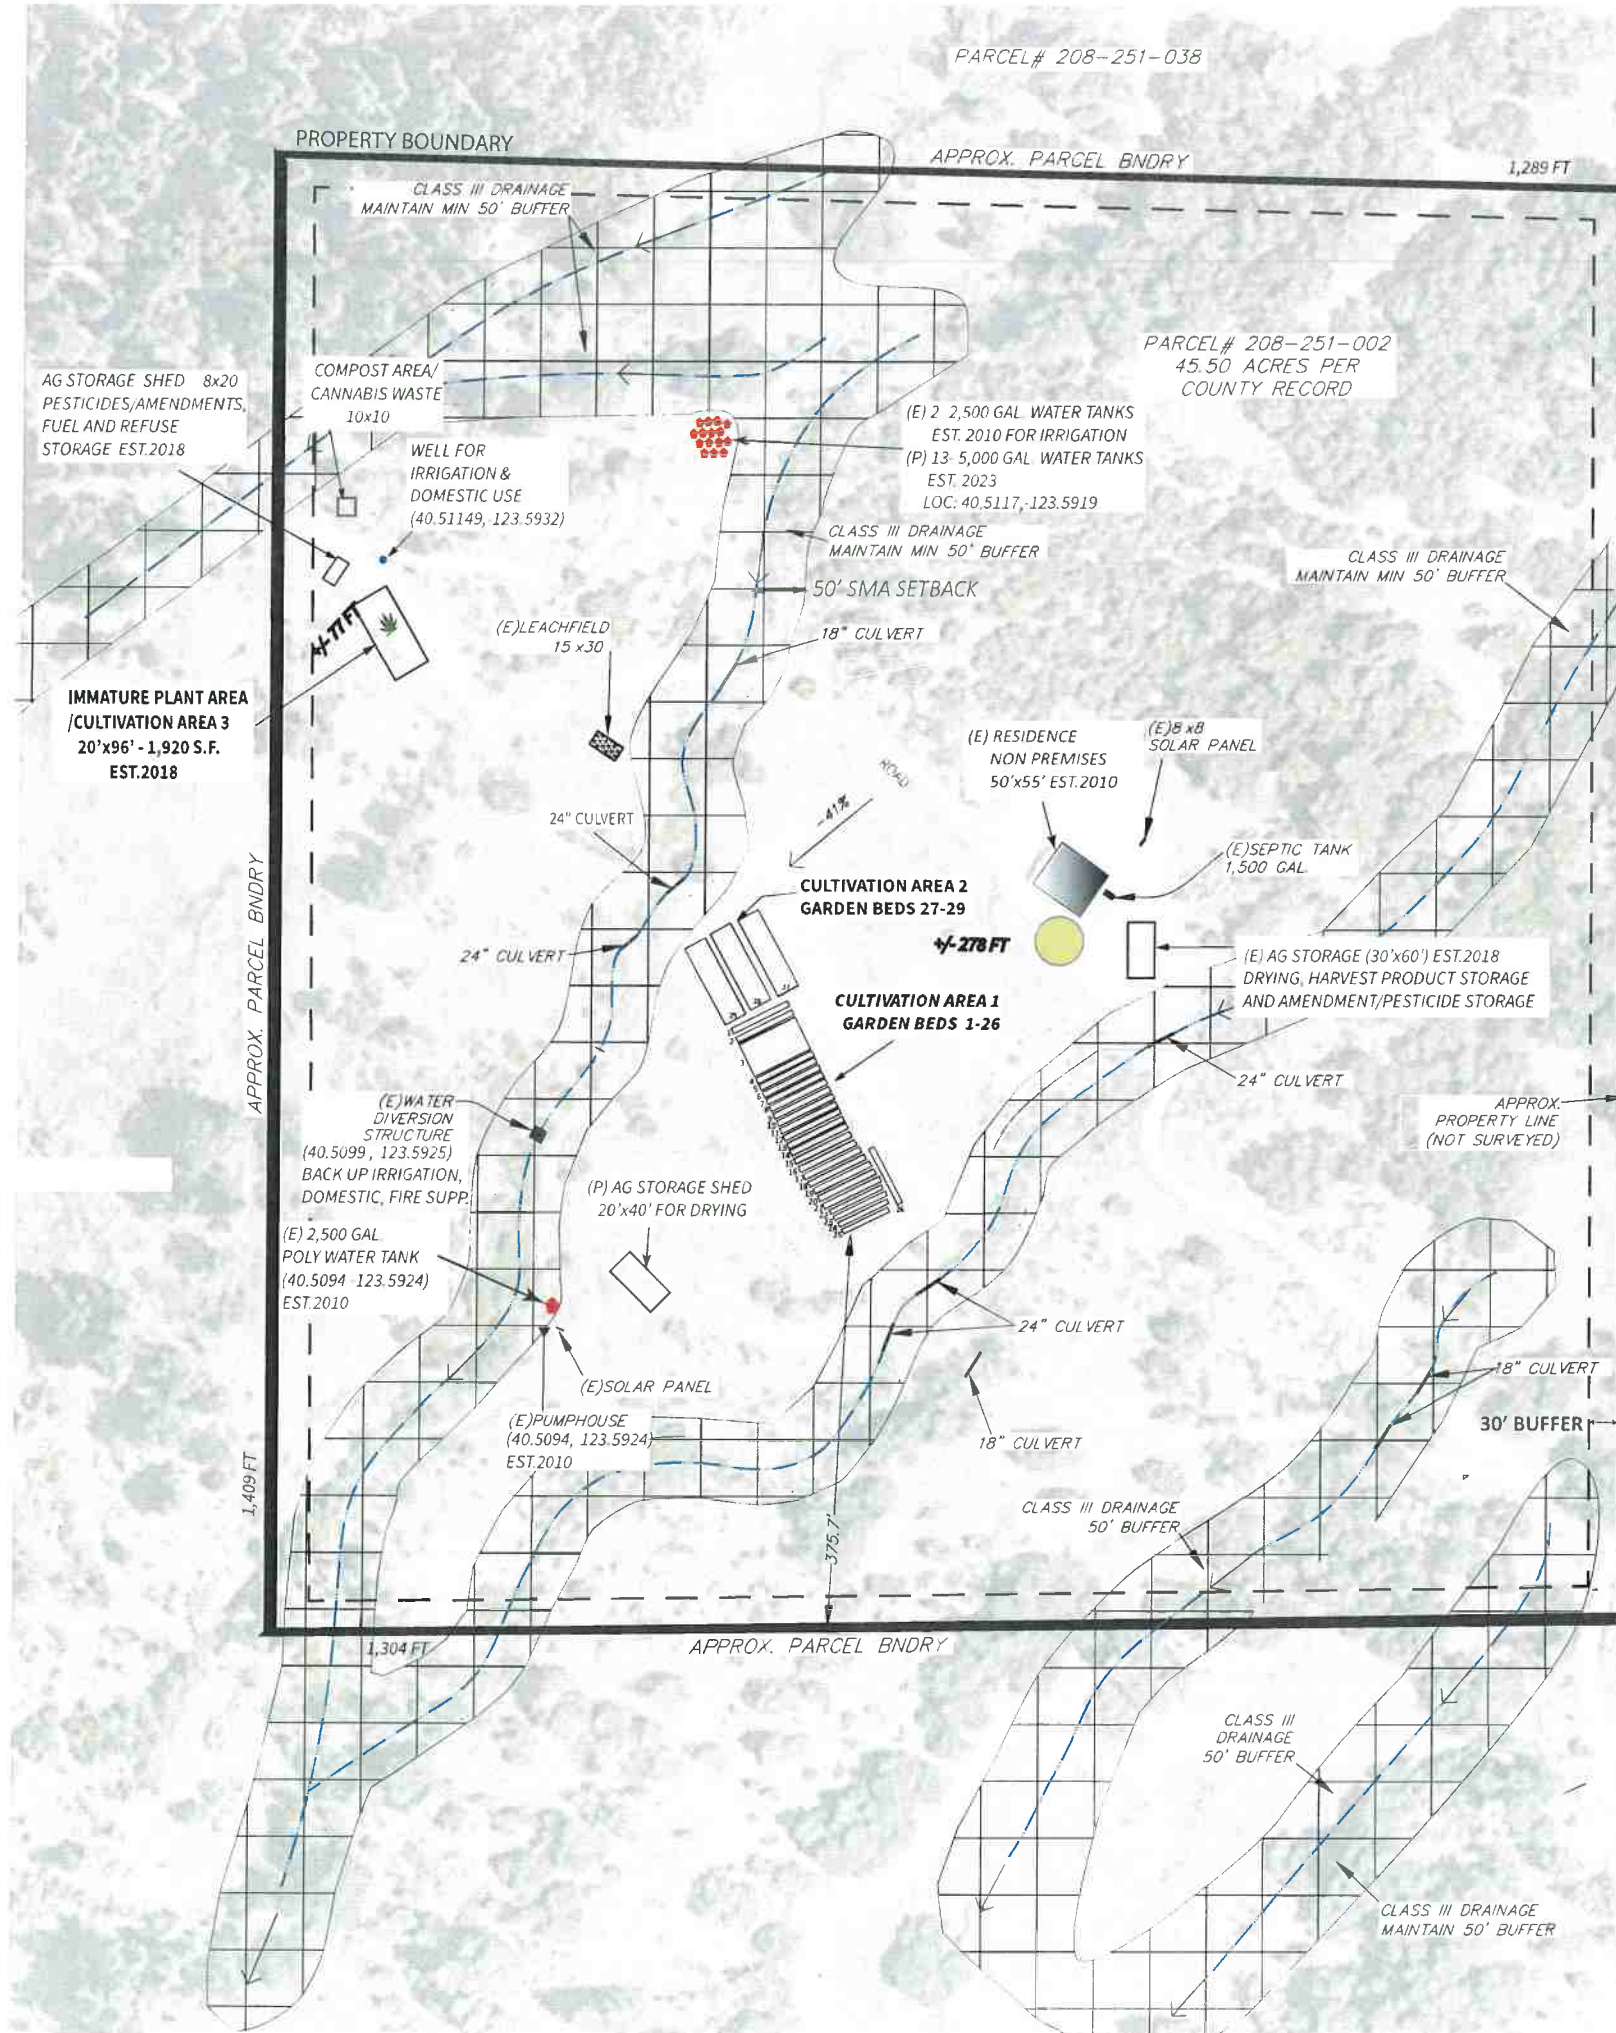 PARCEL# 208-251-038
PROPERTY BOUNDARY
APPROX. PARCEL BNDRY
1,289 FT
CLASS III DRAINAGE
MAINTAIN MIN 50' BUFFER
PARCEL# 208-251-002
45.50 ACRES PER
COUNTY RECORD
AG STORAGE SHED 8x20
PESTICIDES/AMENDMENTS,
FUEL AND REFUSE
STORAGE EST.2018
COMPOST AREA/
CANNABIS WASTE
10x10
WELL FOR
IRRIGATION &
DOMESTIC USE
(40.51149,-123.5932)
(E) 2 2,500 GAL WATER TANKS
EST. 2010 FOR IRRIGATION
(P) 13- 5,000 GAL WATER TANKS
EST. 2023
LOC: 40.5117,-123.5919
CLASS III DRAINAGE
MAINTAIN MIN 50' BUFFER
CLASS III DRAINAGE
MAINTAIN MIN 50' BUFFER
50' SMA SETBACK
18" CULVERT
(E)LEACHFIELD
15 x30
+/-77 FT
IMMATURE PLANT AREA
/CULTIVATION AREA 3
20'x96' - 1,920 S.F.
EST.2018
(E) RESIDENCE
NON PREMISES
50'x55' EST.2010
(E)8 x8
SOLAR PANEL
ROAD
-41%
24" CULVERT
(E)SEPTIC TANK
1,500 GAL.
CULTIVATION AREA 2
GARDEN BEDS 27-29
+/-278 FT
24" CULVERT
(E) AG STORAGE (30'x60') EST.2018
DRYING, HARVEST PRODUCT STORAGE
AND AMENDMENT/PESTICIDE STORAGE
CULTIVATION AREA 1
GARDEN BEDS 1-26
APPROX. PARCEL BNDRY
24" CULVERT
APPROX.
PROPERTY LINE
(NOT SURVEYED)
(E)WATER
DIVERSION
STRUCTURE
(40.5099 , 123.5925)
BACK UP IRRIGATION,
DOMESTIC, FIRE SUPP.
(P) AG STORAGE SHED
20'x40' FOR DRYING
(E) 2,500 GAL
POLY WATER TANK
(40.5094 -123.5924)
EST.2010
24" CULVERT
18" CULVERT
(E)SOLAR PANEL
(E)PUMPHOUSE
(40.5094, 123.5924)
EST.2010
18" CULVERT
30' BUFFER
1,409 FT
375.7'
CLASS III DRAINAGE
50' BUFFER
1,304 FT
APPROX. PARCEL BNDRY
CLASS III
DRAINAGE
50' BUFFER
CLASS III DRAINAGE
MAINTAIN 50' BUFFER